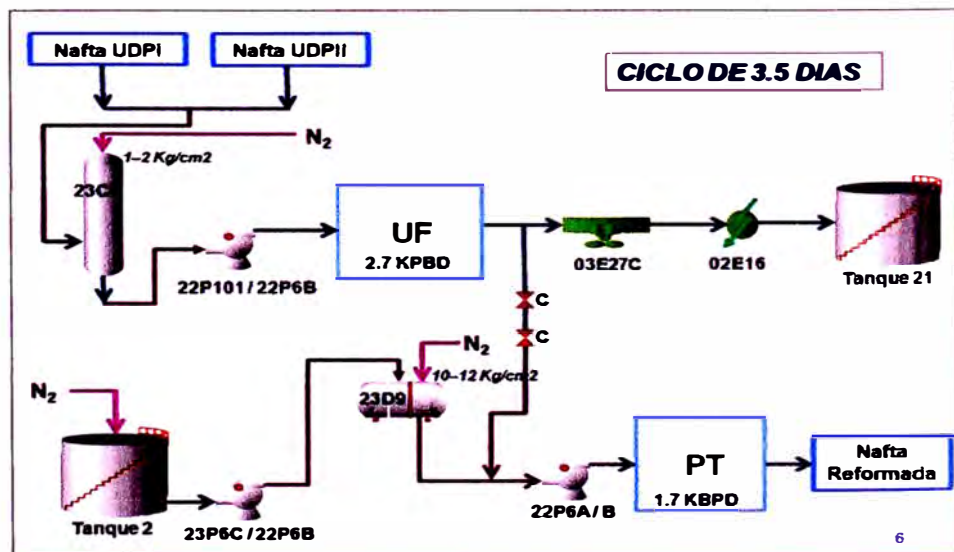 Nafta UDPI
Nafta UDPII
CICLO DE 3.5 DIAS
N2
1–2 Kg/cm2
23C
UF
2.7 KPBD
22P101 / 22P6B
03E27C
02E16
Tanque 21
C
C
N2
10–12 Kg/cm2
23D9
N2
Tanque 2
23P6C / 22P6B
22P6A/ B
PT
1.7 KBPD
Nafta
Reformada
6